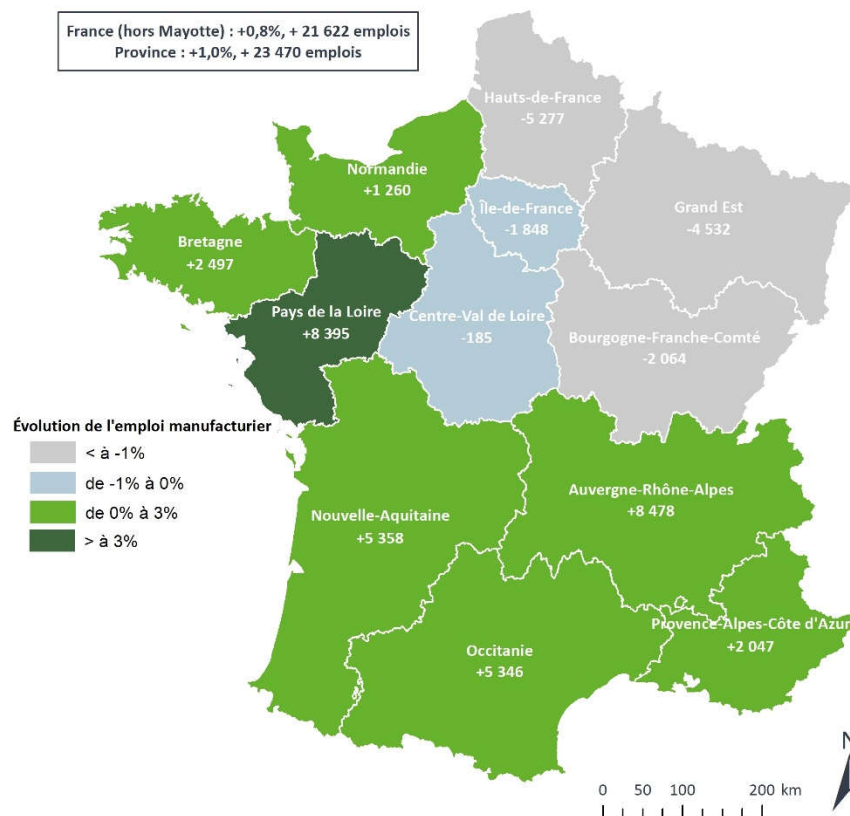 France (hors Mayotte) : +0,8%, + 21 622 emplois
Province : +1,0%, + 23 470 emplois
Hauts-de-France
-5 277
Normandie
+1 260
Île-de-France
-1 848
Grand Est
-4 532
Bretagne
+2 497
Pays de la Loire
+8 395
Centre-Val de Loire
-185
Bourgogne-Franche-Comté
-2 064
Évolution de l'emploi manufacturier
< à -1%
de -1% à 0%
de 0% à 3%
> à 3%
Auvergne-Rhône-Alpes
+8 478
Nouvelle-Aquitaine
+5 358
Provence-Alpes-Côte d'Azur
+2 047
Occitanie
+5 346
N
0 50 100 200 km